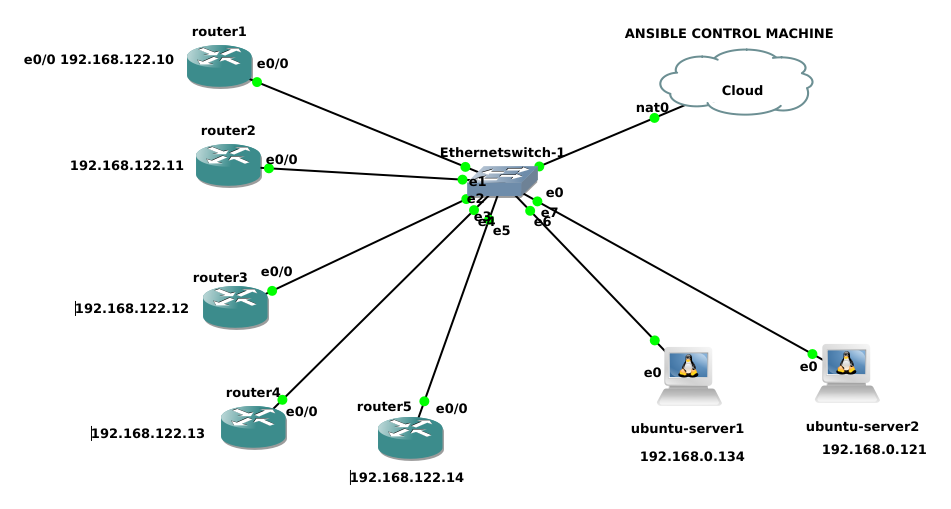 router1
ANSIBLE CONTROL MACHINE
e0/0 192.168.122.10
e0/0
Cloud
nat0
router2
192.168.122.11
e0/0
Ethernetswitch-1
e1
e2
e3
e4
e5
e0
e7
e6
router3
e0/0
192.168.122.12
router4
e0/0
192.168.122.13
router5
e0/0
192.168.122.14
e0
ubuntu-server1
192.168.0.134
e0
ubuntu-server2
192.168.0.121